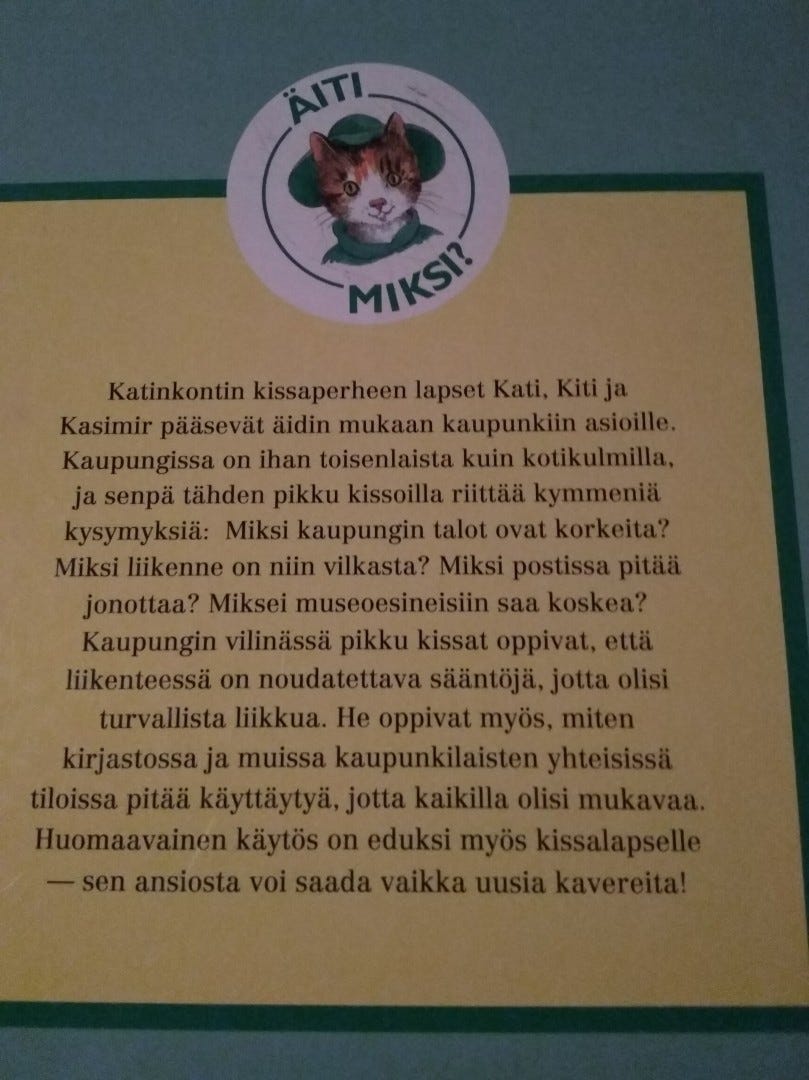 ÄITI
MIKSI?
Katinkontin kissaperheen lapset Kati, Kiti ja
Kasimir pääsevät äidin mukaan kaupunkiin asioille.
Kaupungissa on ihan toisenlaista kuin kotikulmilla,
ja senpä tähden pikku kissoilla riittää kymmeniä
kysymyksiä: Miksi kaupungin talot ovat korkeita?
Miksi liikenne on niin vilkasta? Miksi postissa pitää
jonottaa? Miksei museoesineisiin saa koskea?
Kaupungin vilinässä pikku kissat oppivat, että
liikenteessä on noudatettava sääntöjä, jotta olisi
turvallista liikkua. He oppivat myös, miten
kirjastossa ja muissa kaupunkilaisten yhteisissä
tiloissa pitää käyttäytyä, jotta kaikilla olisi mukavaa.
Huomaavainen käytös on eduksi myös kissalapselle
— sen ansiosta voi saada vaikka uusia kavereita!